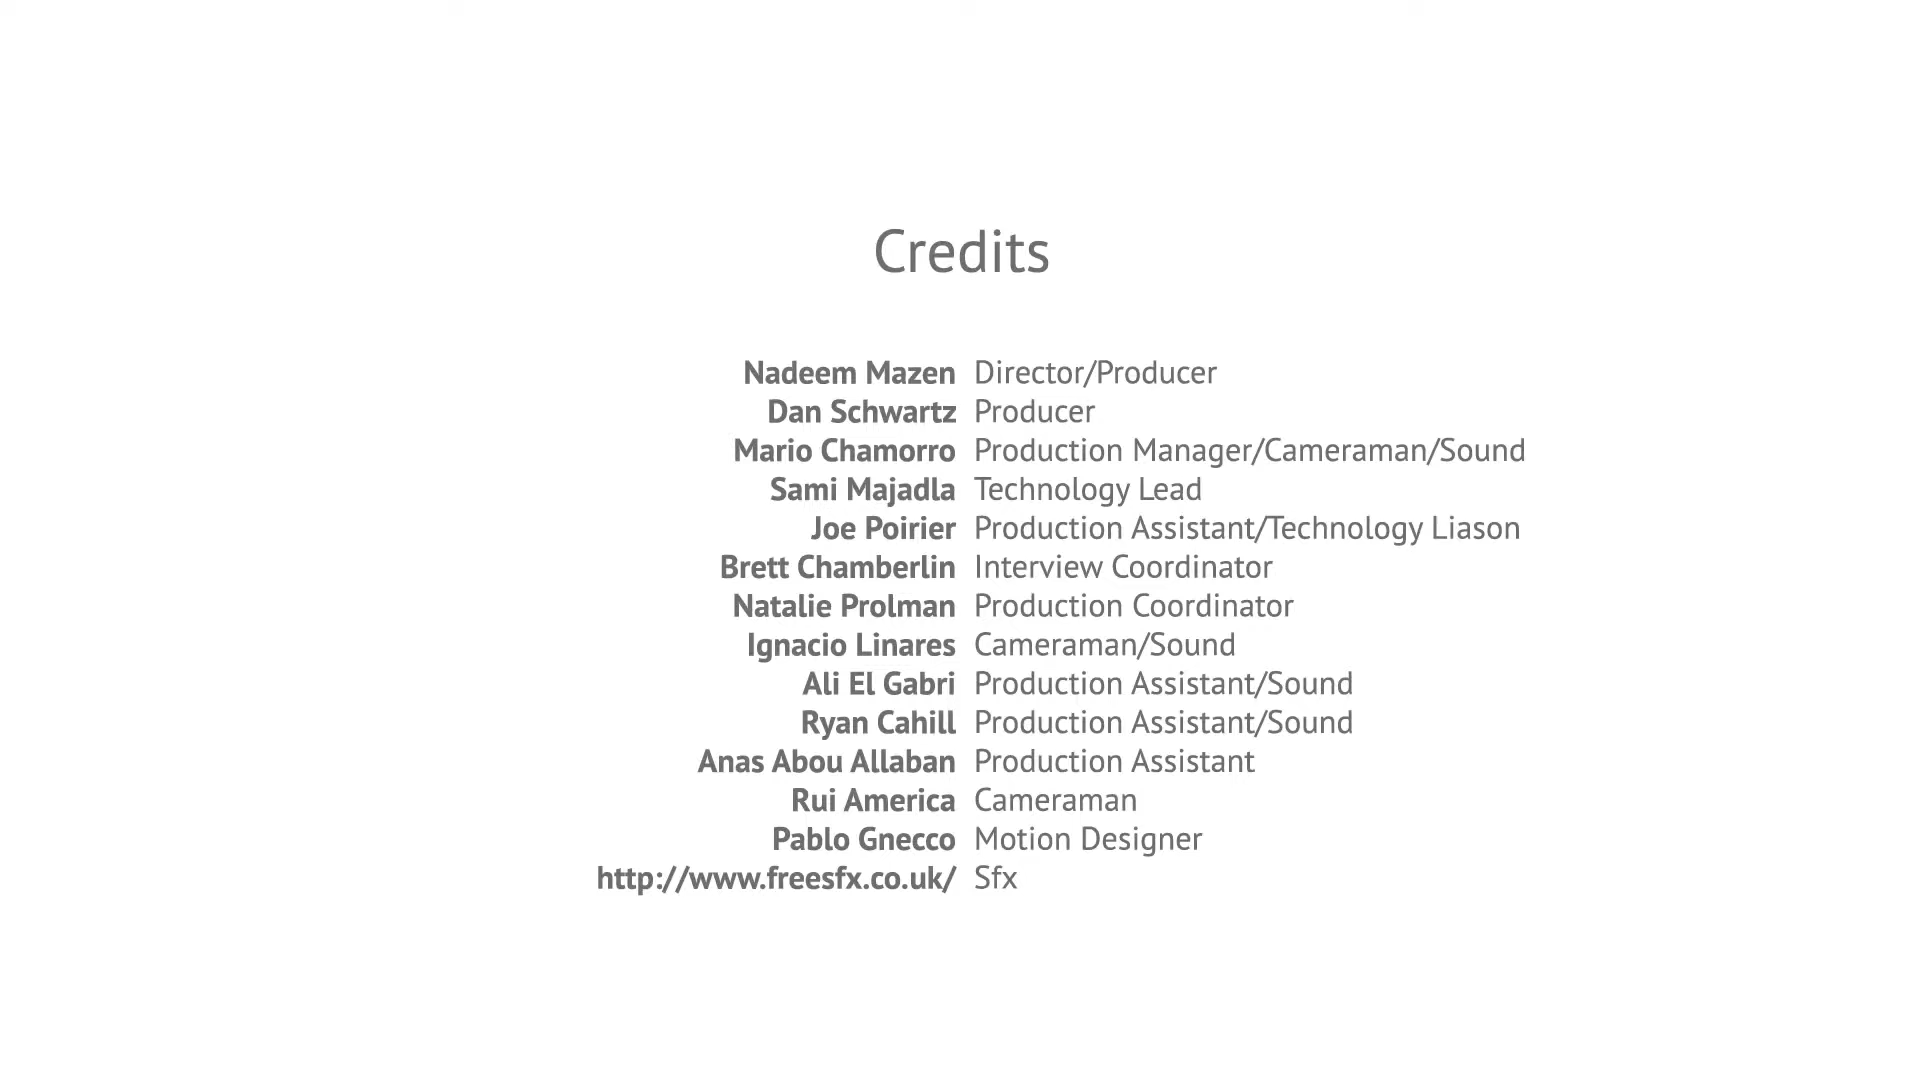 Credits
Nadeem Mazen Director/Producer
Dan Schwartz Producer
Mario Chamorro Production Manager/Cameraman/Sound
Sami Majadla Technology Lead
Joe Poirier Production Assistant/Technology Liason
Brett Chamberlin Interview Coordinator
Natalie Prolman Production Coordinator
Ignacio Linares Cameraman/Sound
Ali El Gabri Production Assistant/Sound
Ryan Cahill Production Assistant/Sound
Anas Abou Allaban Production Assistant
Rui America Cameraman
Pablo Gnecco Motion Designer
http://www.freesfx.co.uk/ Sfx